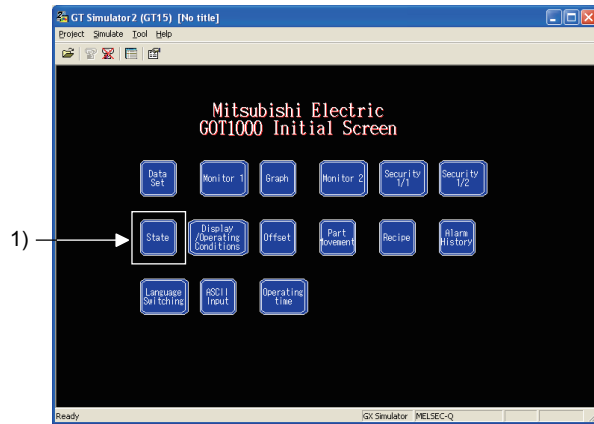 GT Simulator2 (GT15) [No title]
Project Simulate Tool Help
Mitsubishi Electric
GOT1000 Initial Screen
Data
Set
Monitor 1
Graph
Monitor 2
Security
1/1
Security
1/2
1)
State
Display
/Operating
Conditions
Offset
Part
Movement
Recipe
Alarm
History
Language
Switching
ASCII
Input
Operating
time
Ready
GX Simulator
MELSEC-Q